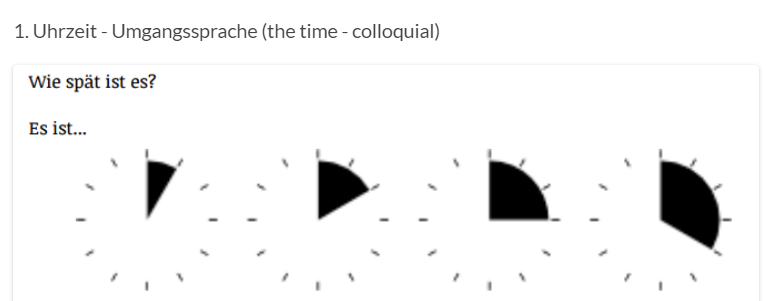 1. Uhrzeit - Umgangssprache (the time - colloquial)
Wie spät ist es?
Es ist...